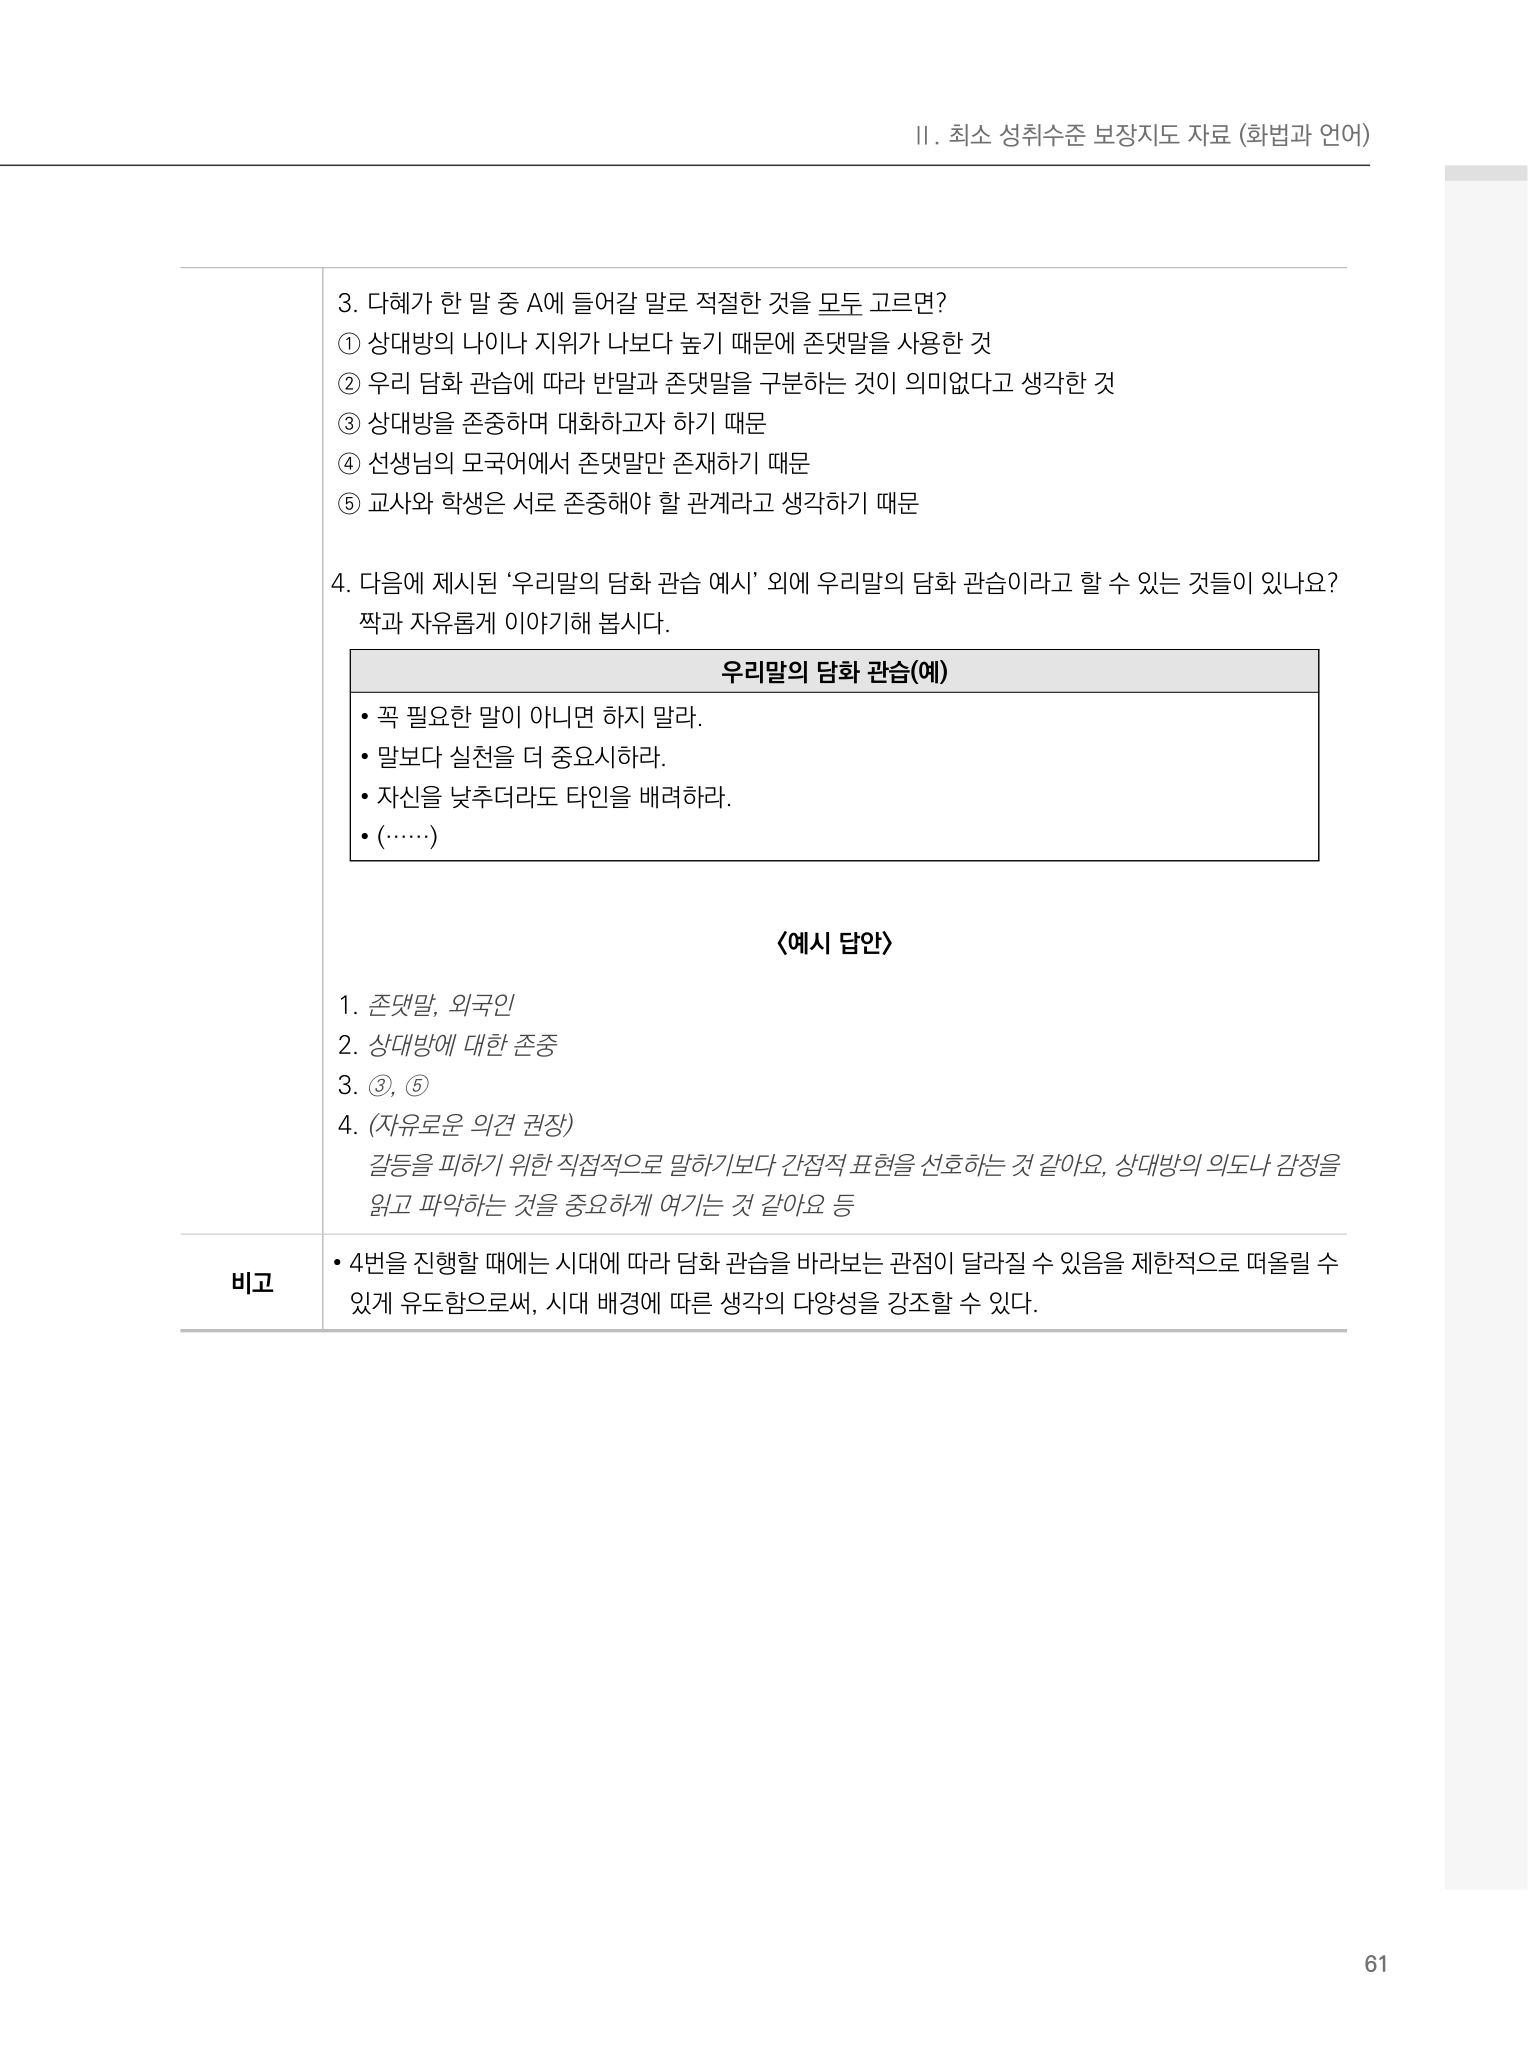 Ⅱ. 최소 성취수준 보장지도 자료 (화법과 언어)
3. 다혜가 한 말 중 A에 들어갈 말로 적절한 것을 모두 고르면?
① 상대방의 나이나 지위가 나보다 높기 때문에 존댓말을 사용한 것
② 우리 담화 관습에 따라 반말과 존댓말을 구분하는 것이 의미없다고 생각한 것
③ 상대방을 존중하며 대화하고자 하기 때문
④ 선생님의 모국어에서 존댓말만 존재하기 때문
⑤ 교사와 학생은 서로 존중해야 할 관계라고 생각하기 때문
4. 다음에 제시된 ‘우리말의 담화 관습 예시’ 외에 우리말의 담화 관습이라고 할 수 있는 것들이 있나요?
짝과 자유롭게 이야기해 봅시다.
우리말의 담화 관습(예)
• 꼭 필요한 말이 아니면 하지 말라.
• 말보다 실천을 더 중요시하라.
• 자신을 낮추더라도 타인을 배려하라.
• (⋯⋯)
〈예시 답안〉
1. 존댓말, 외국인
2. 상대방에 대한 존중
3. ③, ⑤
4. (자유로운 의견 권장)
갈등을 피하기 위한 직접적으로 말하기보다 간접적 표현을 선호하는 것 같아요, 상대방의 의도나 감정을
읽고 파악하는 것을 중요하게 여기는 것 같아요 등
비고
• 4번을 진행할 때에는 시대에 따라 담화 관습을 바라보는 관점이 달라질 수 있음을 제한적으로 떠올릴 수
있게 유도함으로써, 시대 배경에 따른 생각의 다양성을 강조할 수 있다.
61